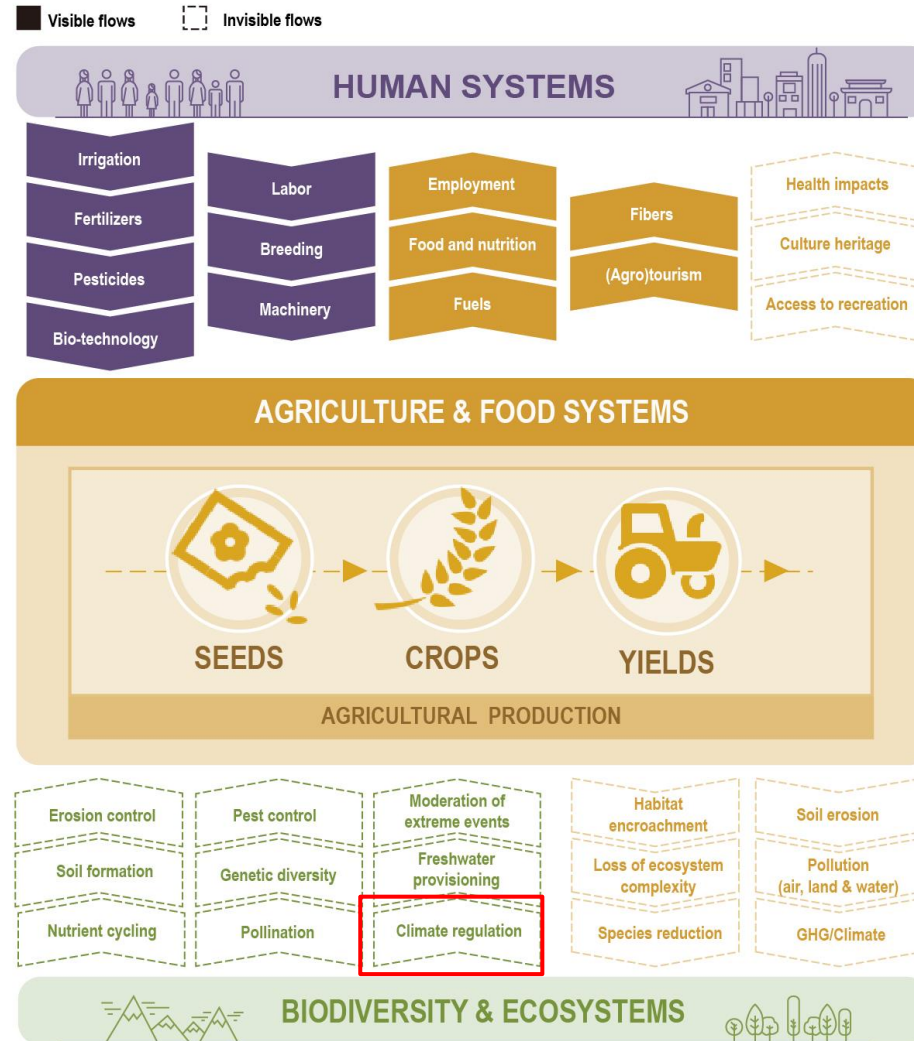 Visible flows
Invisible flows
HUMAN SYSTEMS
Irrigation
Fertilizers
Pesticides
Bio-technology
Labor
Breeding
Machinery
Employment
Food and nutrition
Fuels
Fibers
(Agro)tourism
Health impacts
Culture heritage
Access to recreation
AGRICULTURE & FOOD SYSTEMS
SEEDS
CROPS
YIELDS
AGRICULTURAL PRODUCTION
Erosion control
Soil formation
Nutrient cycling
Pest control
Genetic diversity
Pollination
Moderation of
extreme events
Freshwater
provisioning
Climate regulation
Habitat
encroachment
Loss of ecosystem
complexity
Species reduction
Soil erosion
Pollution
(air, land & water)
GHG/Climate
BIODIVERSITY & ECOSYSTEMS